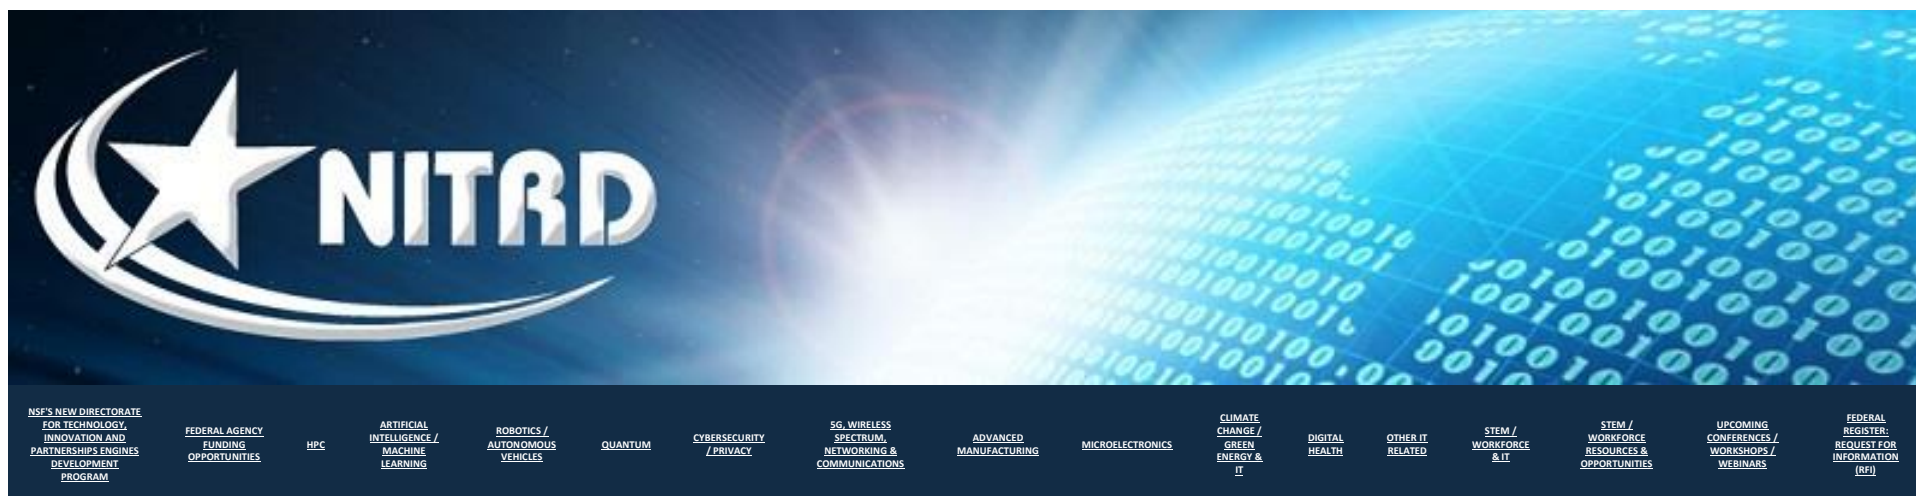 NITRD
NSF'S NEW DIRECTORATE
FOR TECHNOLOGY,
INNOVATION AND
PARTNERSHIPS ENGINES
DEVELOPMENT
PROGRAM
FEDERAL AGENCY
FUNDING
OPPORTUNITIES
HPC
ARTIFICIAL
INTELLIGENCE /
MACHINE
LEARNING
ROBOTICS /
AUTONOMOUS
VEHICLES
QUANTUM
CYBERSECURITY
/ PRIVACY
5G, WIRELESS
SPECTRUM,
NETWORKING &
COMMUNICATIONS
ADVANCED
MANUFACTURING
MICROELECTRONICS
CLIMATE
CHANGE /
GREEN
ENERGY &
IT
DIGITAL
HEALTH
OTHER IT
RELATED
STEM /
WORKFORCE
& IT
STEM /
WORKFORCE
RESOURCES &
OPPORTUNITIES
UPCOMING
CONFERENCES /
WORKSHOPS /
WEBINARS
FEDERAL
REGISTER:
REQUEST FOR
INFORMATION
(RFI)